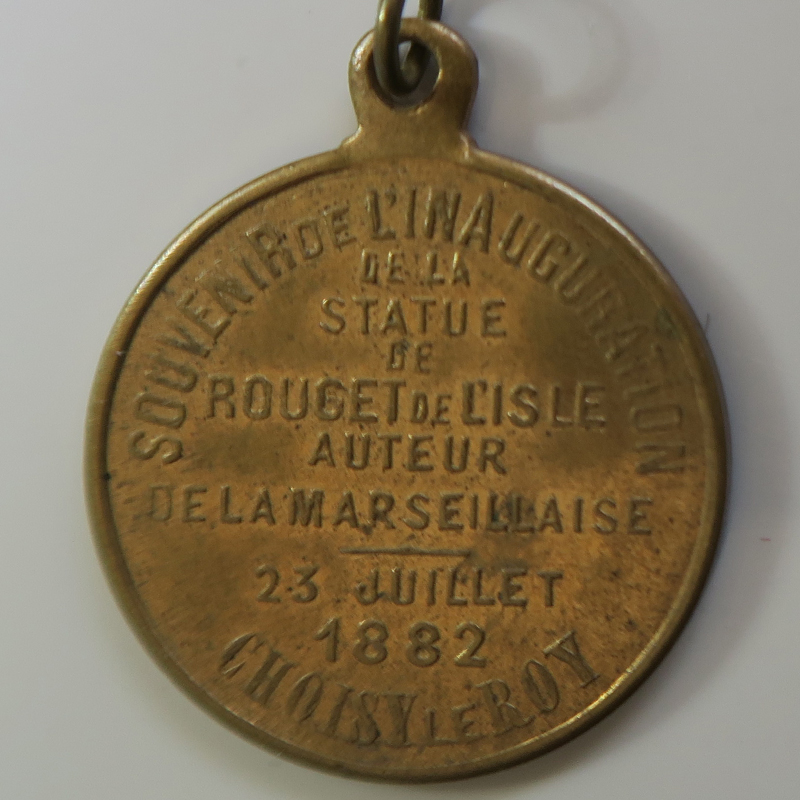 SOUVENIR DE L'INAUGURATION
DE LA
STATUE
DE
ROUGET DE L'ISLE
AUTEUR
DE LA MARSEILLAISE
23 JUILLET
1882
CHOISY LE ROY